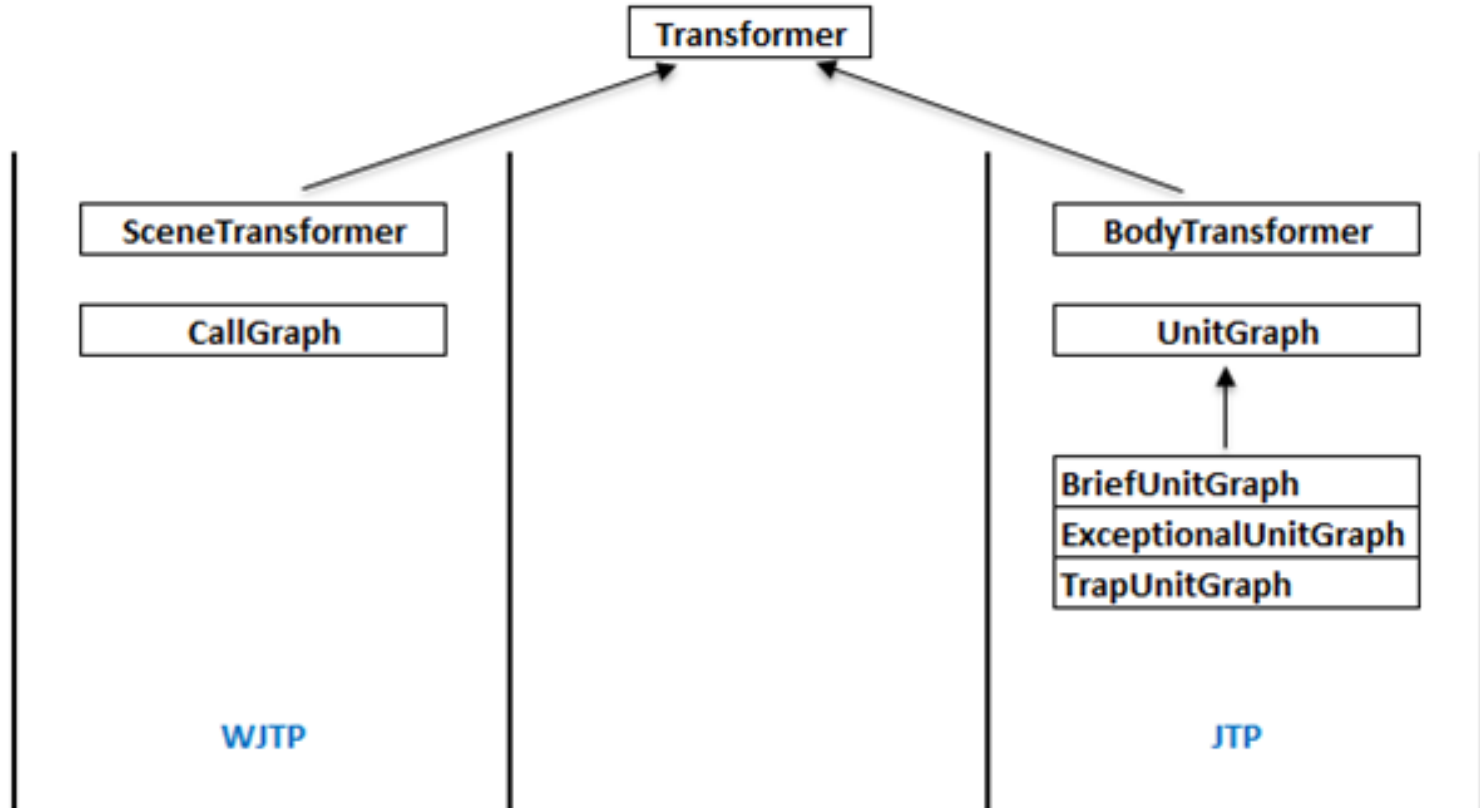 Transformer
SceneTransformer
BodyTransformer
CallGraph
UnitGraph
BriefUnitGraph
ExceptionalUnitGraph
TrapUnitGraph
WJTP
JTP